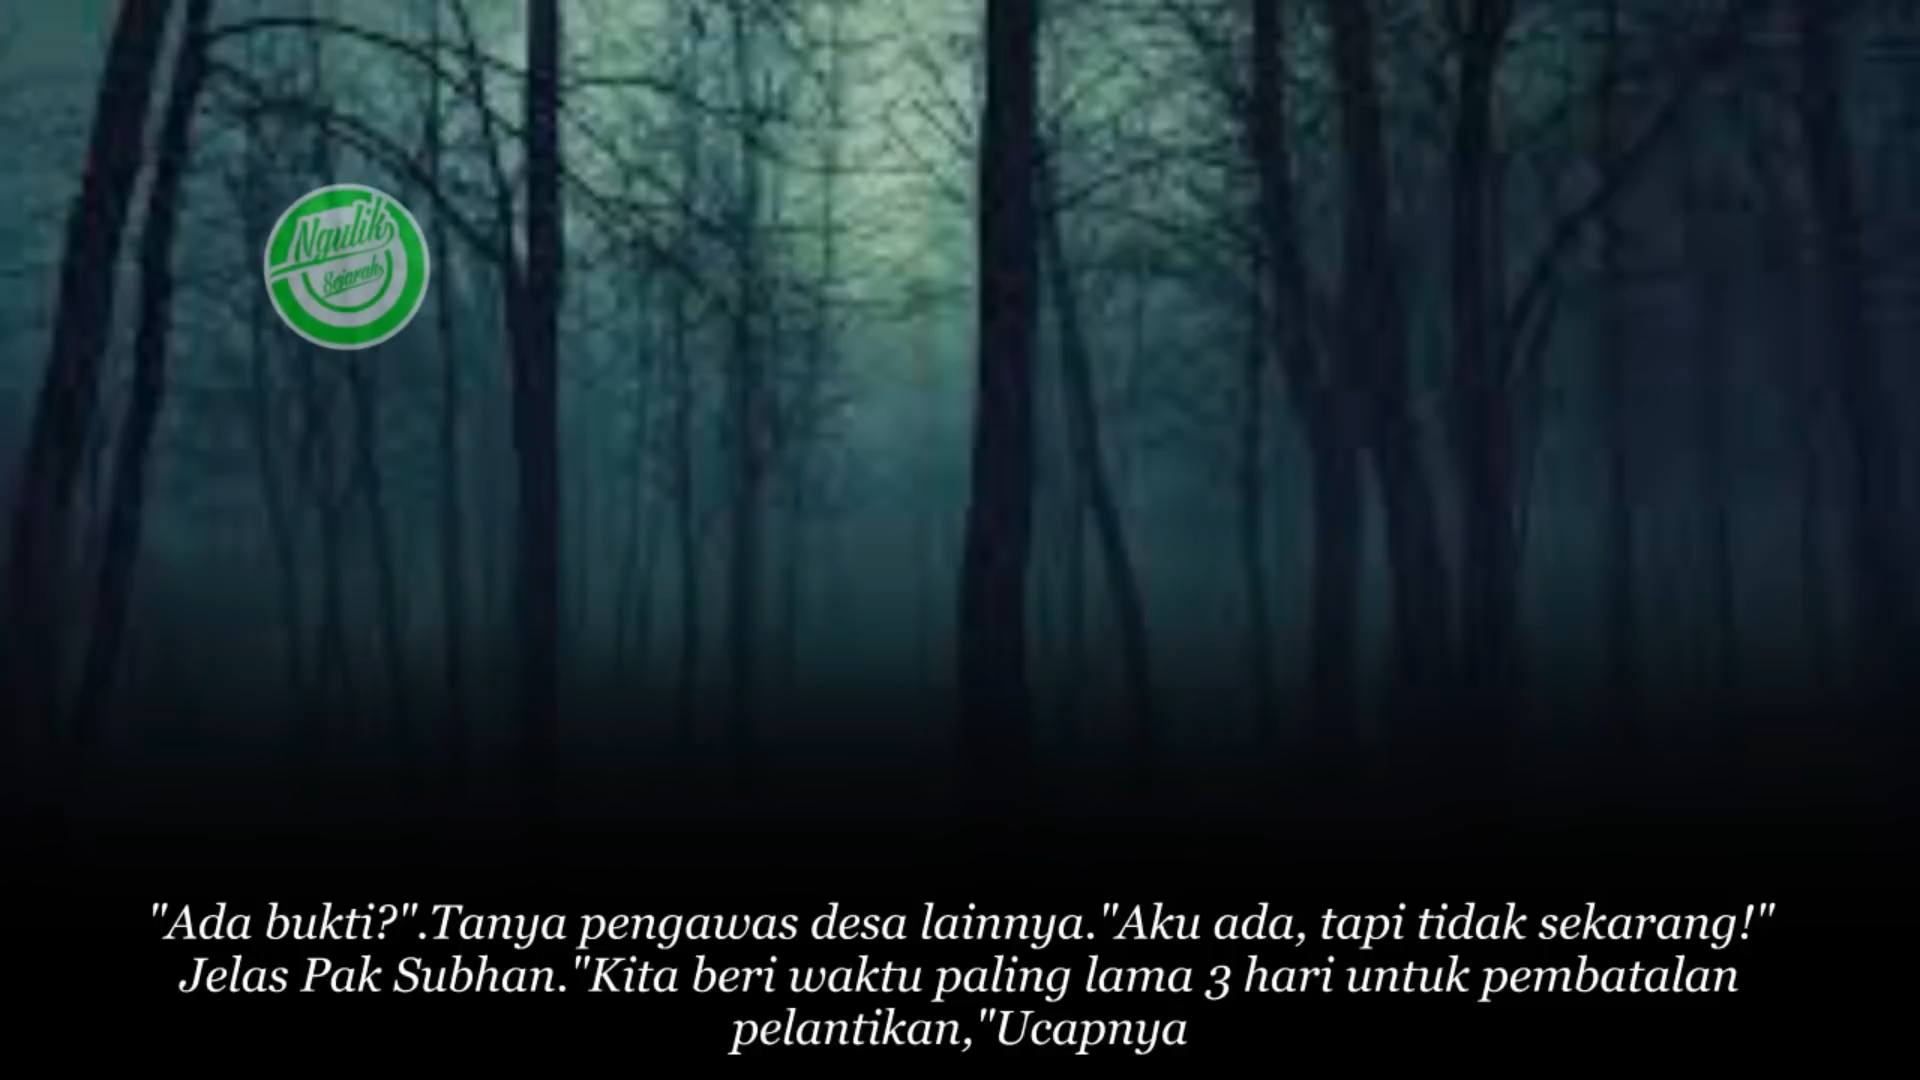 Ngulik
Sejarah
"Ada bukti?".Tanya pengawas desa lainnya."Aku ada, tapi tidak sekarang!"
Jelas Pak Subhan."Kita beri waktu paling lama 3 hari untuk pembatalan
pelantikan,"Ucapnya